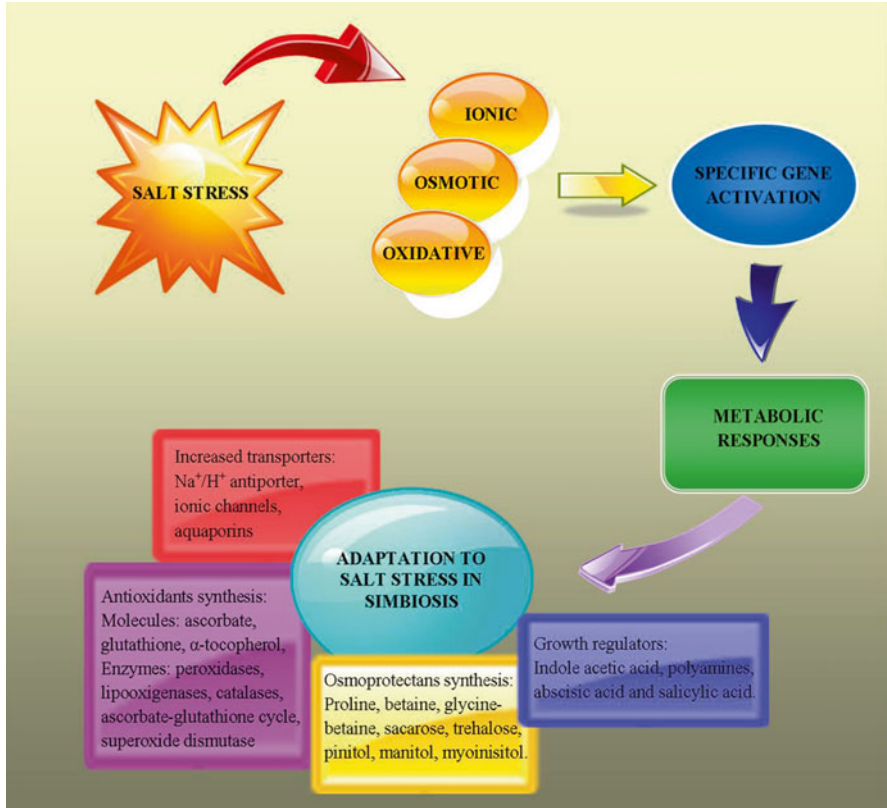 SALT STRESS
IONIC
OSMOTIC
OXIDATIVE
SPECIFIC GENE
ACTIVATION
METABOLIC
RESPONSES
Increased transporters:
Na⁺/H⁺ antiporter,
ionic channels,
aquaporins
ADAPTATION TO
SALT STRESS IN
SIMBIOSIS
Antioxidants synthesis:
Molecules: ascorbate,
glutathione, α-tocopherol,
Enzymes: peroxidases,
lipooxigenases, catalases,
ascorbate-glutathione cycle,
superoxide dismutase
Osmoprotectans synthesis:
Proline, betaine, glycine-
betaine, sacarose, trehalose,
pinitol, manitol, myoinisitol.
Growth regulators:
Indole acetic acid, polyamines,
abscisic acid and salicylic acid.